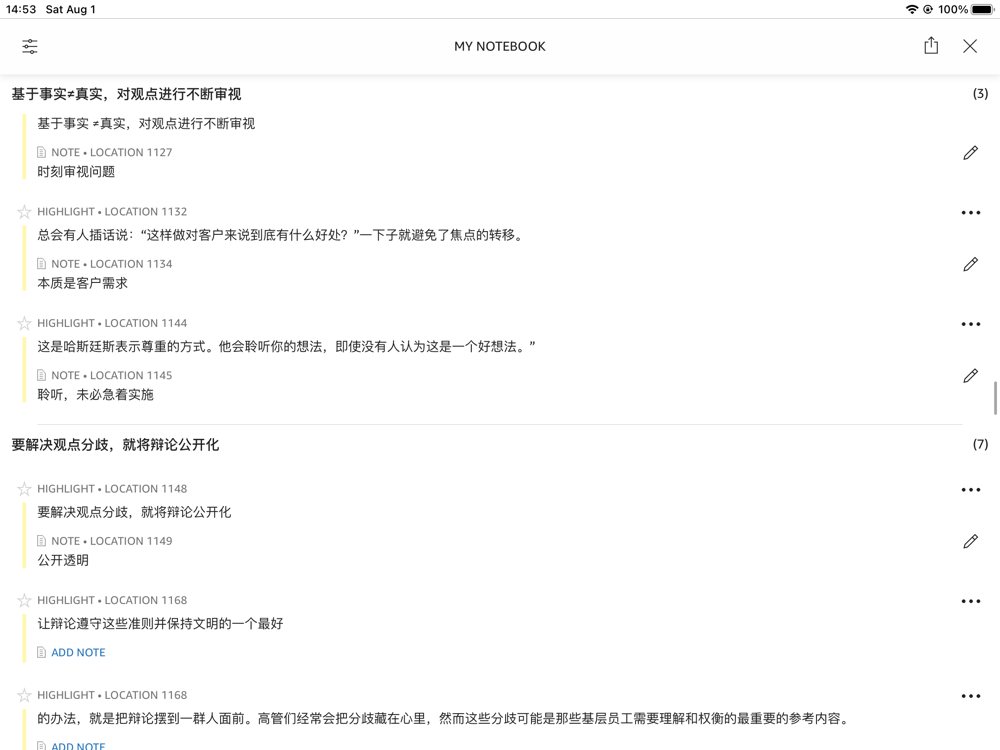 14:53 Sat Aug 1 100%
MY NOTEBOOK
基于事实≠真实，对观点进行不断审视 (3)
基于事实 ≠真实，对观点进行不断审视
NOTE • LOCATION 1127
时刻审视问题
HIGHLIGHT • LOCATION 1132
总会有人插话说：“这样做对客户来说到底有什么好处？”一下子就避免了焦点的转移。
NOTE • LOCATION 1134
本质是客户需求
HIGHLIGHT • LOCATION 1144
这是哈斯廷斯表示尊重的方式。他会聆听你的想法，即使没有人认为这是一个好想法。”
NOTE • LOCATION 1145
聆听，未必急着实施
要解决观点分歧，就将辩论公开化 (7)
HIGHLIGHT • LOCATION 1148
要解决观点分歧，就将辩论公开化
NOTE • LOCATION 1149
公开透明
HIGHLIGHT • LOCATION 1168
让辩论遵守这些准则并保持文明的一个最好
ADD NOTE
HIGHLIGHT • LOCATION 1168
的办法，就是把辩论摆到一群人面前。高管们经常会把分歧藏在心里，然而这些分歧可能是那些基层员工需要理解和权衡的最重要的参考内容。
ADD NOTE